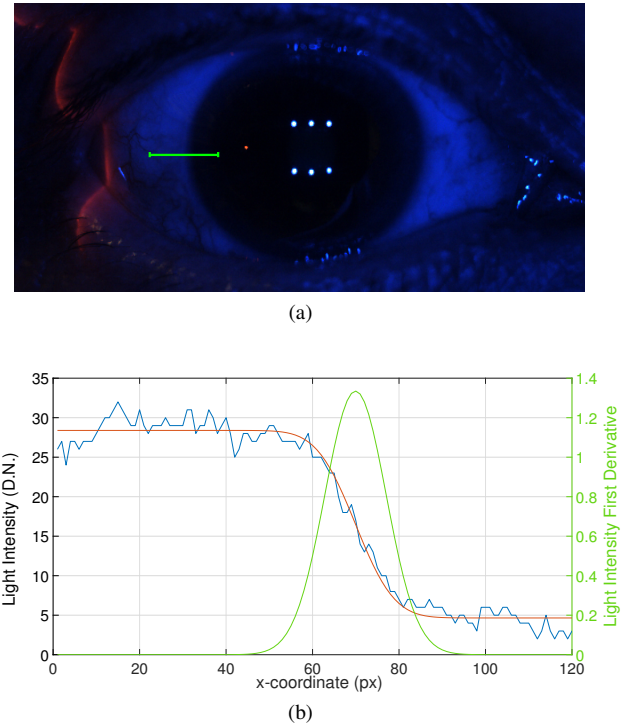 (a)
35
30
25
20
15
10
5
0
Light Intensity (D.N.)
0 20 40 60 80 100 120
x-coordinate (px)
1.4
1.2
1
0.8
0.6
0.4
0.2
0
Light Intensity First Derivative
(b)